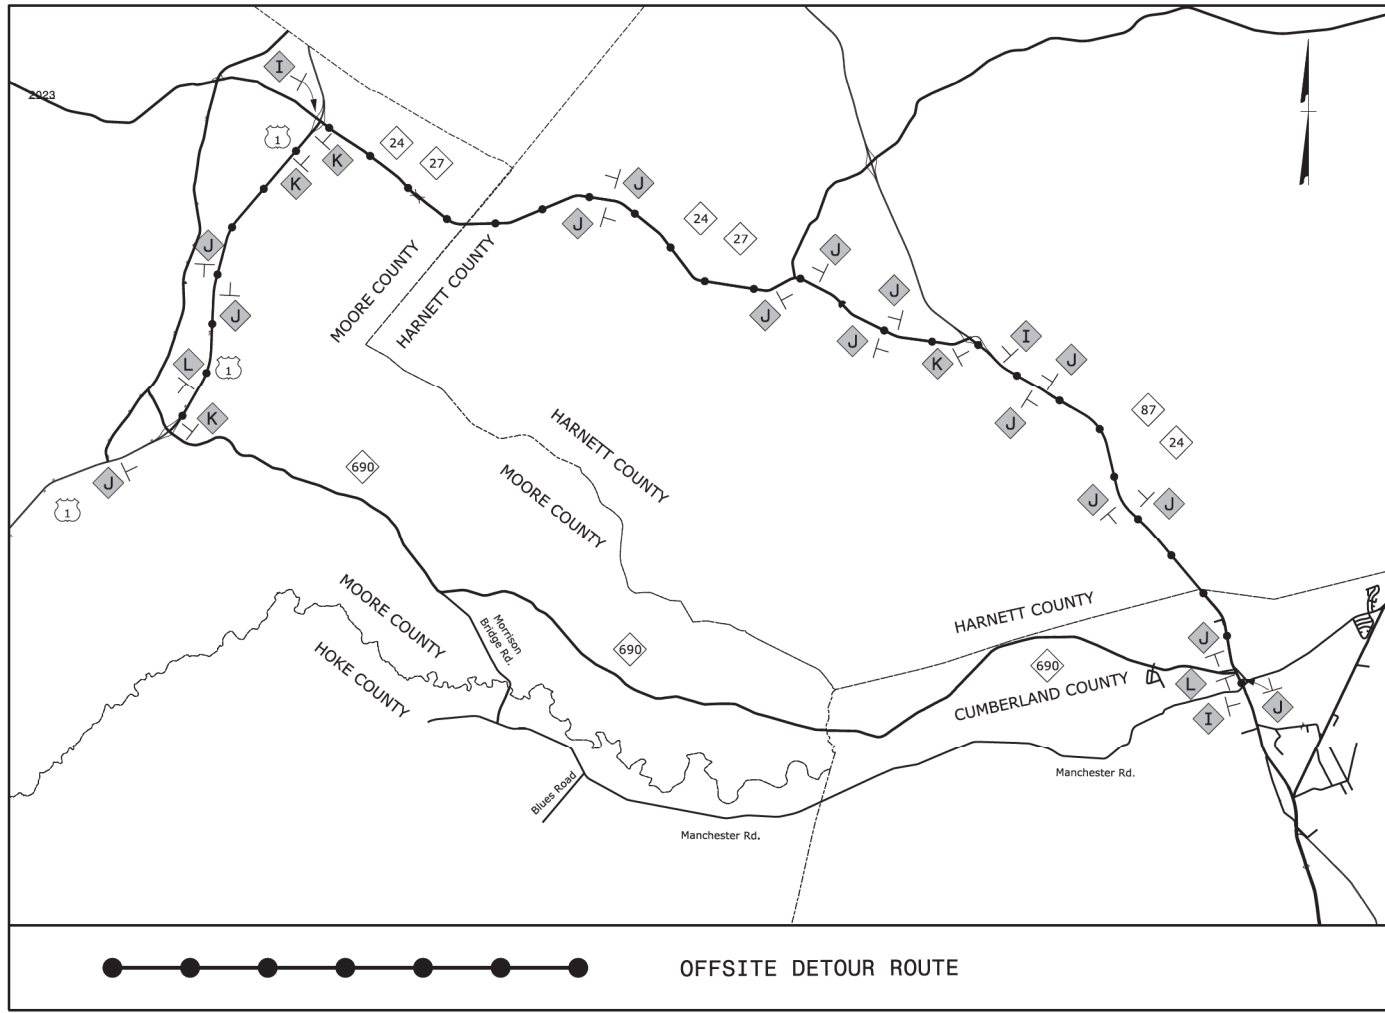 2023
I
1
K
K
24
27
J
J
J
24
27
J
J
J
J
J
K
I
J
J
87
24
J
J
J
J
L
1
K
J
1
690
MOORE COUNTY
HARNETT COUNTY
HARNETT COUNTY
MOORE COUNTY
MOORE COUNTY
HOKE COUNTY
Morrison
Bridge Rd.
690
HARNETT COUNTY
690
CUMBERLAND COUNTY
J
L
I
J
Blues Road
Manchester Rd.
Manchester Rd.
OFFSITE DETOUR ROUTE